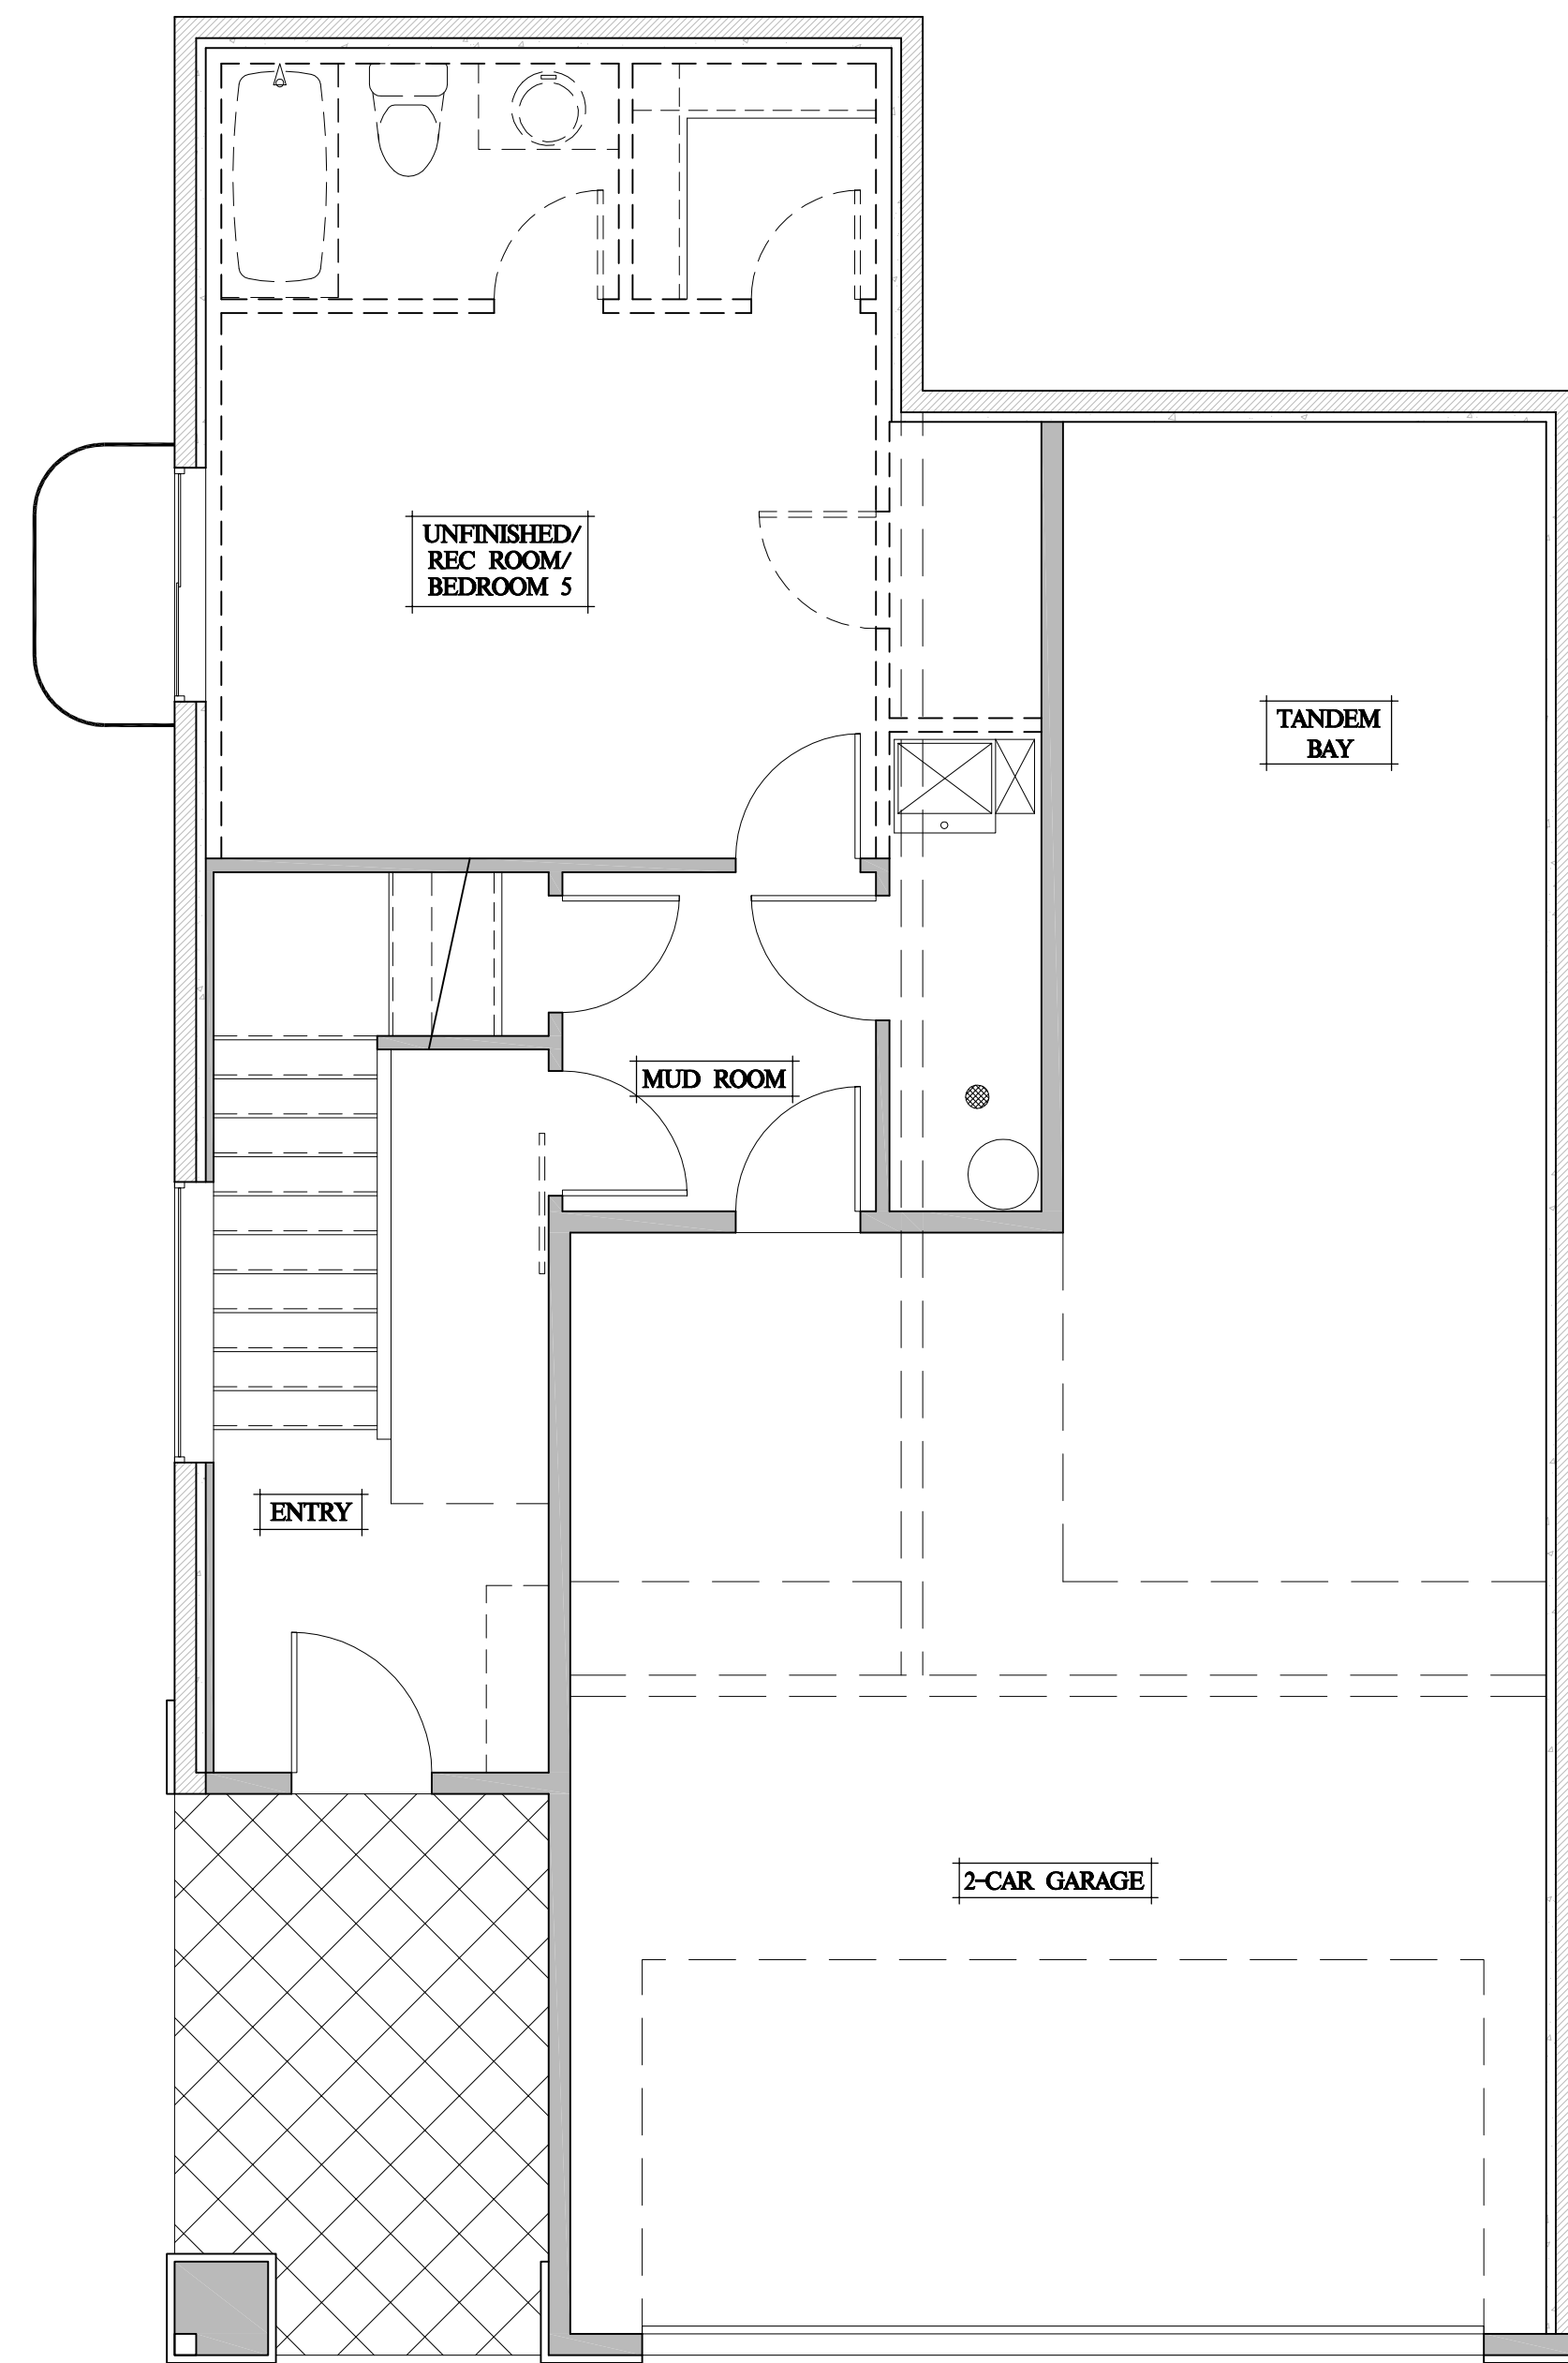 UNFINISHED/
REC ROOM/
BEDROOM 5
TANDEM
BAY
MUD ROOM
ENTRY
2-CAR GARAGE